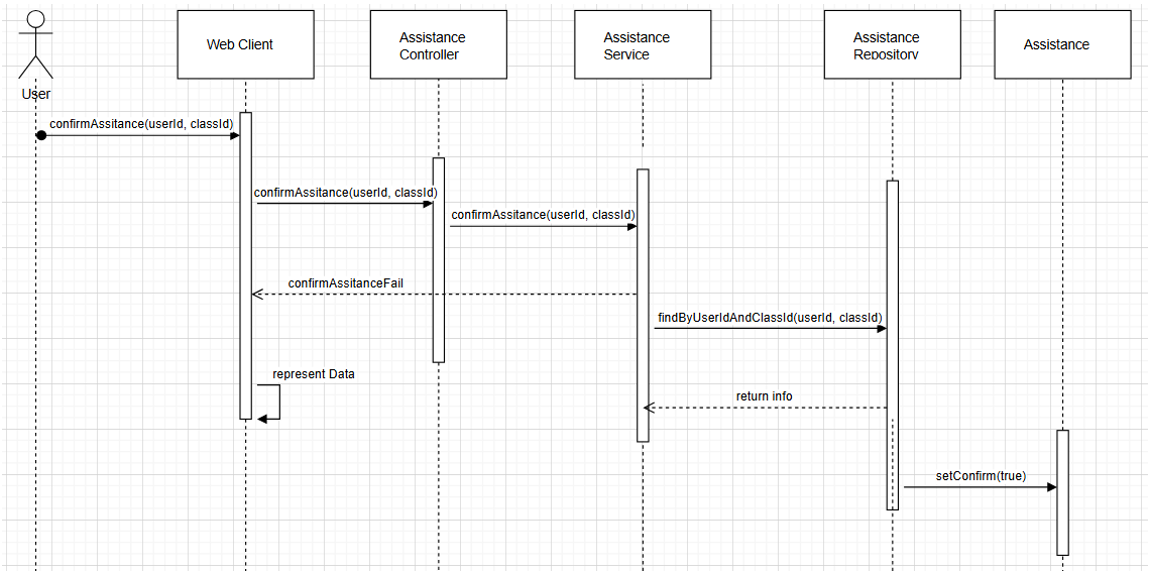 Web Client
Assistance
Controller
Assistance
Service
Assistance
Repository
Assistance
User
confirmAssitance(userId, classId)
confirmAssitance(userId, classId)
confirmAssitance(userId, classId)
confirmAssitanceFail
findByUserIdAndClassId(userId, classId)
represent Data
return info
setConfirm(true)